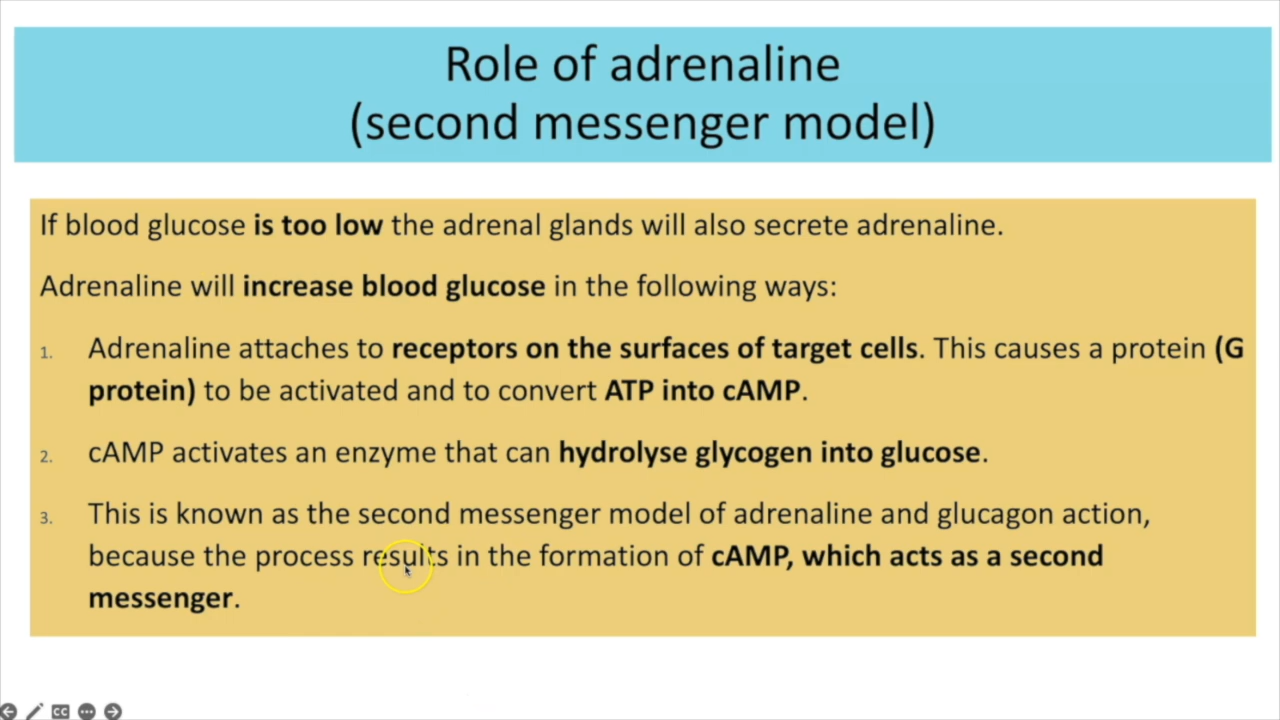 Role of adrenaline
(second messenger model)
If blood glucose is too low the adrenal glands will also secrete adrenaline.
Adrenaline will increase blood glucose in the following ways:
1. Adrenaline attaches to receptors on the surfaces of target cells. This causes a protein (G
protein) to be activated and to convert ATP into cAMP.
2. cAMP activates an enzyme that can hydrolyse glycogen into glucose.
3. This is known as the second messenger model of adrenaline and glucagon action,
because the process results in the formation of cAMP, which acts as a second
messenger.
CC